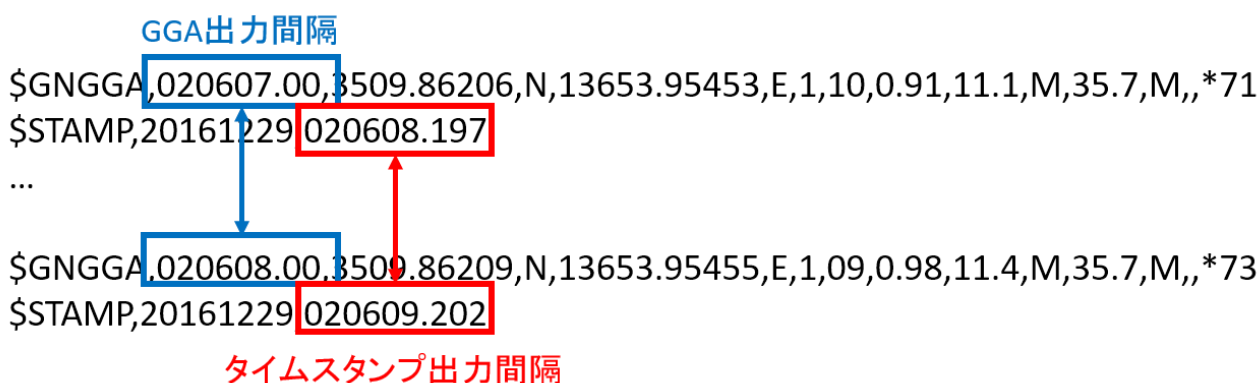 GGA出力間隔
$GNGGA,020607.00,3509.86206,N,13653.95453,E,1,10,0.91,11.1,M,35.7,M,,*71
$STAMP,20161229,020608.197
...
$GNGGA,020608.00,3509.86209,N,13653.95455,E,1,09,0.98,11.4,M,35.7,M,,*73
$STAMP,20161229,020609.202
タイムスタンプ出力間隔